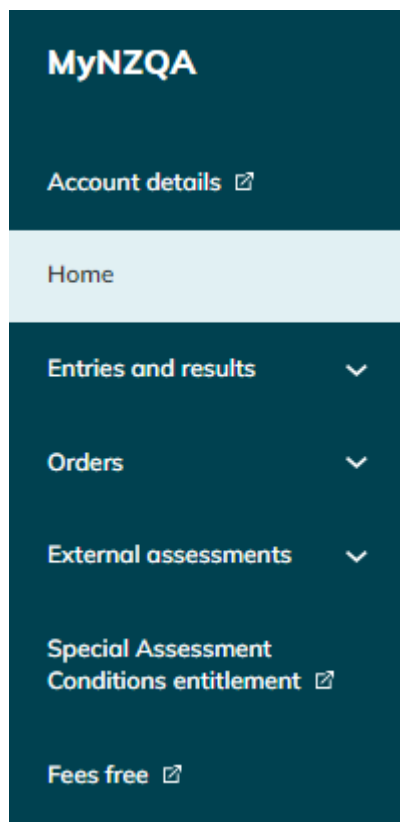 MyNZQA
Account details
Home
Entries and results
Orders
External assessments
Special Assessment
Conditions entitlement
Fees free